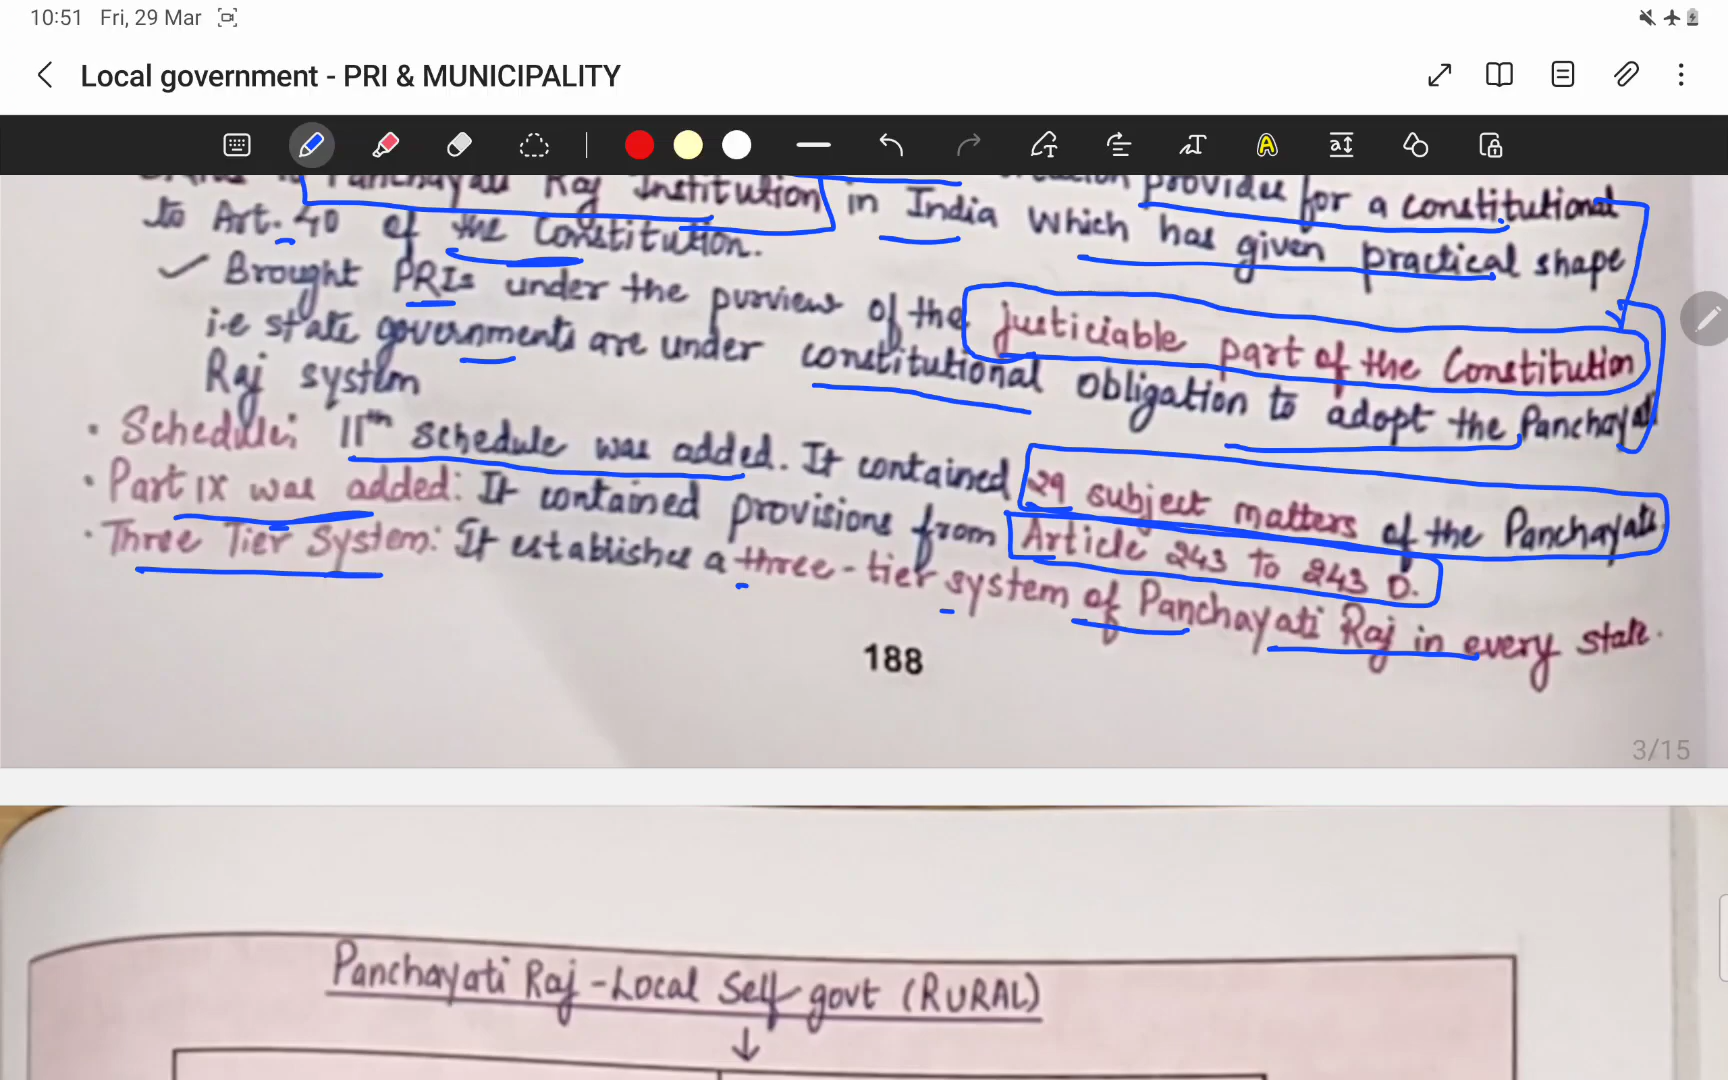 10:51 Fri, 29 Mar
Local government - PRI & MUNICIPALITY
Panchayati Raj Institution in India which has given practical shape
provides for a constitutional
to Art. 40 of the Constitution.
Brought PRIs under the purview of the justiciable part of the Constitution
i.e state governments are under constitutional obligation to adopt the Panchayati
Raj system
• Schedule: 11th schedule was added. It contained 29 subject matters of the Panchayats.
• Part IX was added: It contained provisions from Article 243 to 243 O.
• Three Tier System: It establishes a three-tier system of Panchayati Raj in every state.
188
3/15
Panchayati Raj - Local Self govt (RURAL)